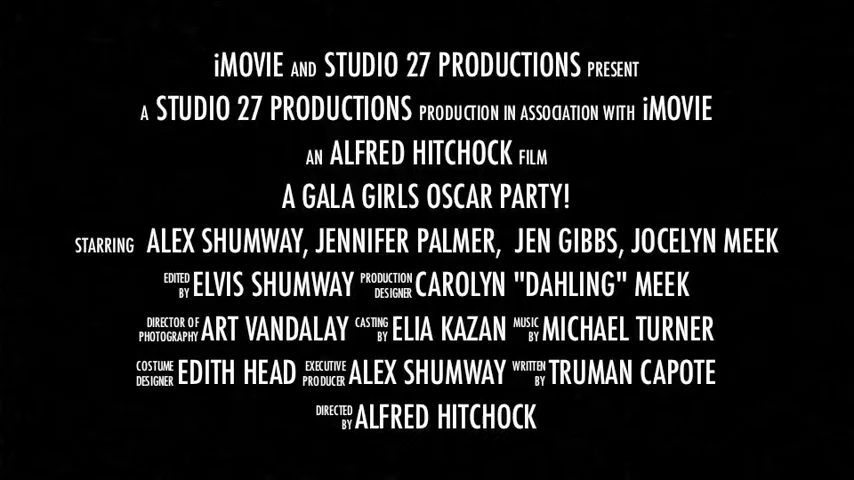 iMOVIE AND STUDIO 27 PRODUCTIONS PRESENT
A STUDIO 27 PRODUCTIONS PRODUCTION IN ASSOCIATION WITH iMOVIE
AN ALFRED HITCHOCK FILM
A GALA GIRLS OSCAR PARTY!
STARRING ALEX SHUMWAY, JENNIFER PALMER, JEN GIBBS, JOCELYN MEEK
EDITED BY ELVIS SHUMWAY PRODUCTION DESIGNER CAROLYN "DAHLING" MEEK
DIRECTOR OF PHOTOGRAPHY ART VANDALAY CASTING BY ELIA KAZAN MUSIC BY MICHAEL TURNER
COSTUME DESIGNER EDITH HEAD EXECUTIVE PRODUCER ALEX SHUMWAY WRITTEN BY TRUMAN CAPOTE
DIRECTED BY ALFRED HITCHOCK